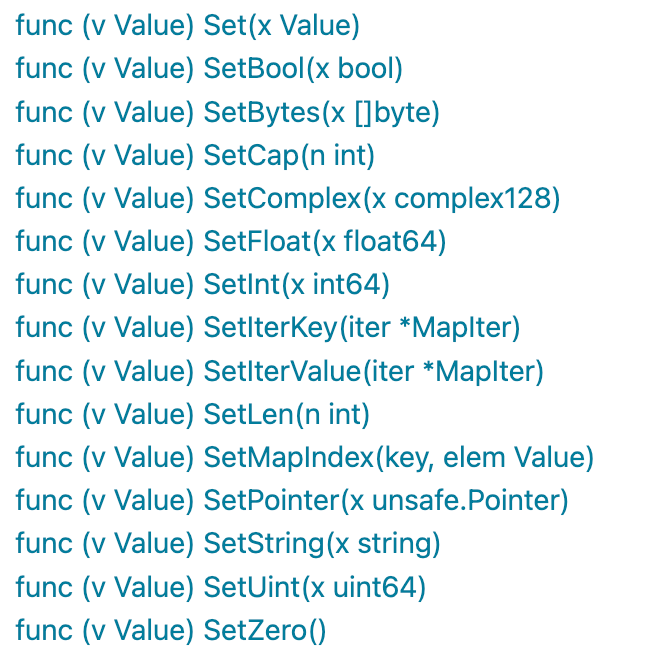 func (v Value) Set(x Value)
func (v Value) SetBool(x bool)
func (v Value) SetBytes(x []byte)
func (v Value) SetCap(n int)
func (v Value) SetComplex(x complex128)
func (v Value) SetFloat(x float64)
func (v Value) SetInt(x int64)
func (v Value) SetIterKey(iter *MapIter)
func (v Value) SetIterValue(iter *MapIter)
func (v Value) SetLen(n int)
func (v Value) SetMapIndex(key, elem Value)
func (v Value) SetPointer(x unsafe.Pointer)
func (v Value) SetString(x string)
func (v Value) SetUint(x uint64)
func (v Value) SetZero()